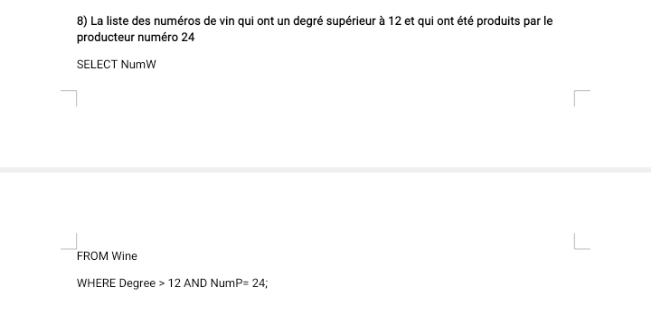 8) La liste des numéros de vin qui ont un degré supérieur à 12 et qui ont été produits par le
producteur numéro 24
SELECT NumW
FROM Wine
WHERE Degree > 12 AND NumP= 24;